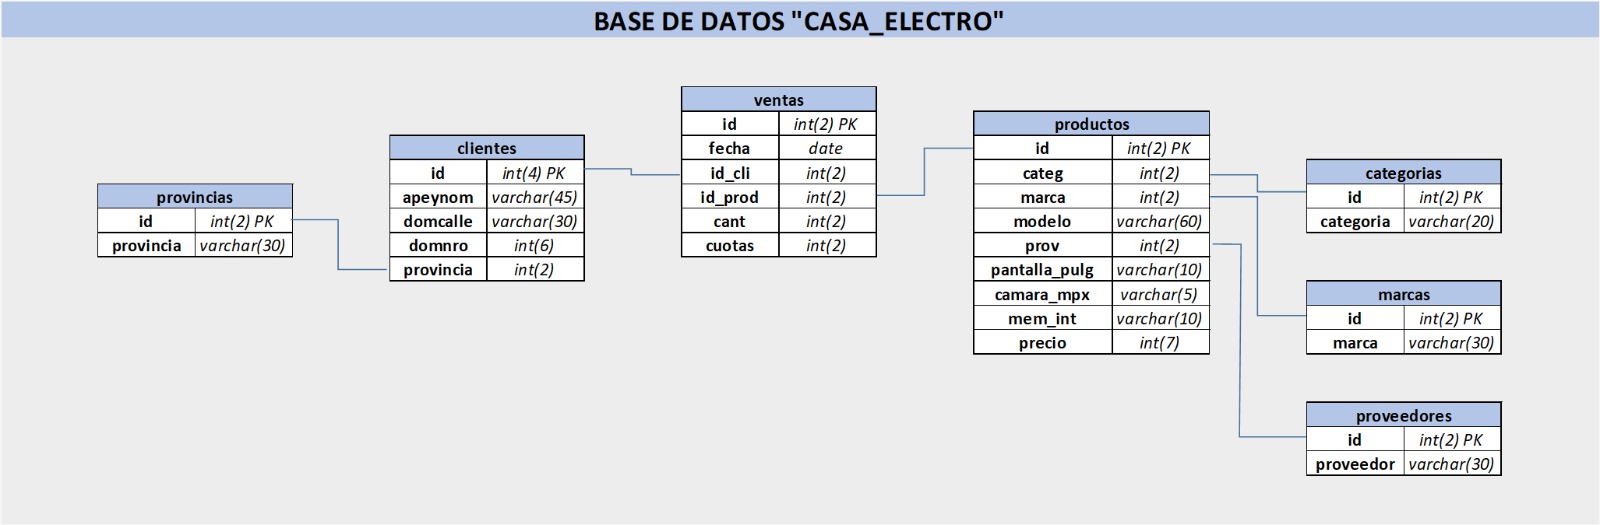 BASE DE DATOS "CASA_ELECTRO"
provincias
id int(2) PK
provincia varchar(30)
clientes
id int(4) PK
apeynom varchar(45)
domcalle varchar(30)
domnro int(6)
provincia int(2)
ventas
id int(2) PK
fecha date
id_cli int(2)
id_prod int(2)
cant int(2)
cuotas int(2)
productos
id int(2) PK
categ int(2)
marca int(2)
modelo varchar(60)
prov int(2)
pantalla_pulg varchar(10)
camara_mpx varchar(5)
mem_int varchar(10)
precio int(7)
categorias
id int(2) PK
categoria varchar(20)
marcas
id int(2) PK
marca varchar(30)
proveedores
id int(2) PK
proveedor varchar(30)